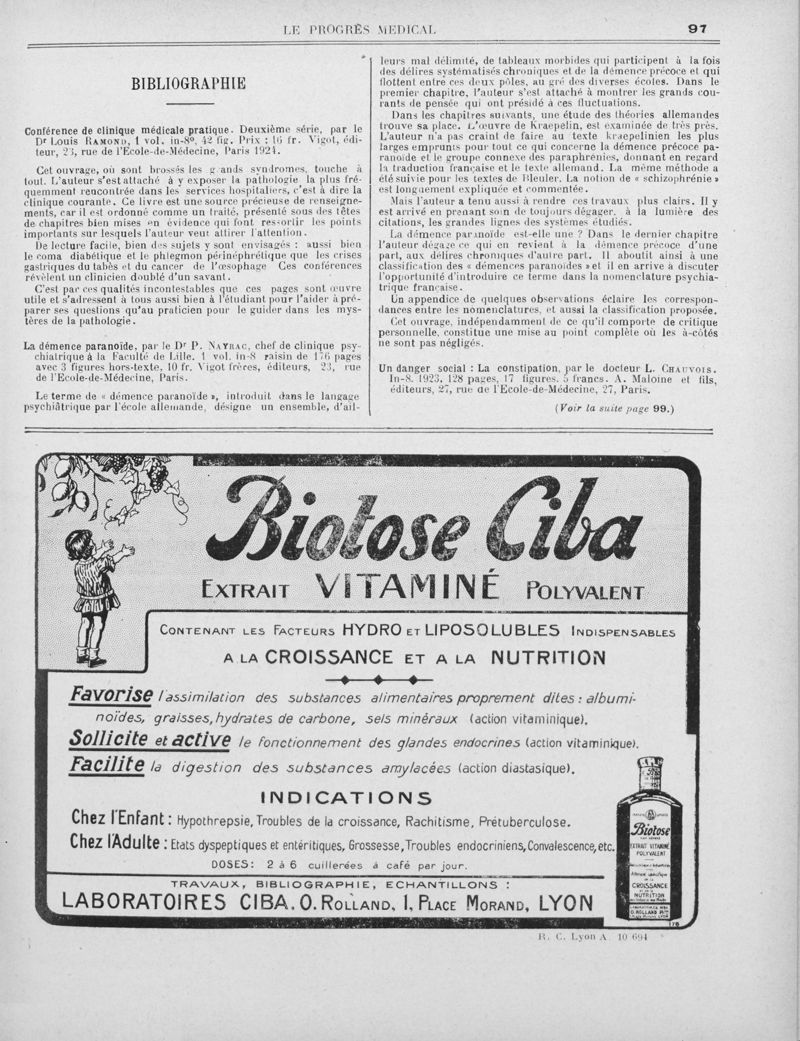 LE PROGRÈS MEDICAL 97
BIBLIOGRAPHIE
Conférence de clinique médicale pratique. Deuxième série, par le
Dr Louis RAMOND, 1 vol. in-8°, 42 fig. Prix : 16 fr. Vigot, édi-
teur, 23, rue de l'Ecole-de-Médecine, Paris 1924.
Cet ouvrage, où sont brossés les g ands syndromes, touche à
tout. L'auteur s'est attaché à y exposer la pathologie la plus fré-
quemment rencontrée dans les services hospitaliers, c'est à dire la
clinique courante. Ce livre est une source précieuse de renseigne-
ments, car il est ordonné comme un traité, présenté sous des têtes
de chapitres bien mises en évidence qui font ressortir les points
importants sur lesquels l'auteur veut attirer l'attention.
De lecture facile, bien des sujets y sont envisagés : aussi bien
le coma diabétique et le phlegmon périnéphrétique que les crises
gastriques du tabès et du cancer de l'œsophage Ces conférences
révèlent un clinicien doublé d'un savant.
C'est par ces qualités incontestables que ces pages sont œuvre
utile et s'adressent à tous aussi bien à l'étudiant pour l'aider à pré-
parer ses questions qu'au praticien pour le guider dans les mys-
tères de la pathologie.
La démence paranoïde, par le Dr P. NAYRAC, chef de clinique psy-
chiatrique à la Faculté de Lille. 1 vol. in-8 raisin de 176 pages
avec 3 figures hors-texte, 10 fr. Vigot frères, éditeurs, 23, rue
de l'Ecole-de-Médecine, Paris.
Le terme de « démence paranoïde », introduit dans le langage
psychiâtrique par l'école allemande, désigne un ensemble, d'ail-
leurs mal délimité, de tableaux morbides qui participent à la fois
des délires systématisés chroniques et de la démence précoce et qui
flottent entre ces deux pôles, au gré des diverses écoles. Dans le
premier chapitre, l'auteur s'est attaché à montrer les grands cou-
rants de pensée qui ont présidé à ces fluctuations.
Dans les chapitres suivants, une étude des théories allemandes
trouve sa place. L'œuvre de Kraepelin, est examinée de très près.
L'auteur n'a pas craint de faire au texte kraepelinien les plus
larges emprunts pour tout ce qui concerne la démence précoce pa-
ranoïde et le groupe connexe des paraphrénies, donnant en regard
la traduction française et le texte allemand. La même méthode a
été suivie pour les textes de Bleuler. La notion de « schizophrénie »
est longuement expliquée et commentée.
Mais l'auteur a tenu aussi à rendre ces travaux plus clairs. Il y
est arrivé en prenant soin de toujours dégager, à la lumière des
citations, les grandes lignes des systèmes étudiés.
La démence paranoïde est-elle une ? Dans le dernier chapitre
l'auteur dégage ce qui en revient à la démence précoce d'une
part, aux délires chroniques d'autre part. Il aboutit ainsi à une
classification des « démences paranoïdes » et il en arrive à discuter
l'opportunité d'introduire ce terme dans la nomenclature psychia-
trique française.
Un appendice de quelques observations éclaire les correspon-
dances entre les nomenclatures, et aussi la classification proposée.
Cet ouvrage, indépendamment de ce qu'il comporte de critique
personnelle, constitue une mise au point complète où les à-côtés
ne sont pas négligés.
Un danger social : La constipation, par le docteur L. CHAUVOIS.
In-8. 1923, 128 pages, 17 figures. 5 francs. A. Maloine et fils,
éditeurs, 27, rue de l'Ecole-de-Médecine, 27, Paris.
(Voir la suite page 99.)
Biotose Ciba
EXTRAIT VITAMINÉ POLYVALENT
CONTENANT LES FACTEURS HYDRO ET LIPOSOLUBLES INDISPENSABLES
A LA CROISSANCE ET A LA NUTRITION
Favorise l'assimilation des substances alimentaires proprement dites : albumi-
noïdes, graisses, hydrates de carbone, sels minéraux (action vitaminique).
Sollicite et active le fonctionnement des glandes endocrines (action vitaminique).
Facilite la digestion des substances amylacées (action diastasique).
INDICATIONS
Chez l'Enfant : Hypothrepsie, Troubles de la croissance, Rachitisme, Prétuberculose.
Chez l'Adulte : Etats dyspeptiques et entéritiques, Grossesse, Troubles endocriniens, Convalescence, etc.
DOSES : 2 à 6 cuillerées à café par jour.
TRAVAUX, BIBLIOGRAPHIE, ECHANTILLONS :
LABORATOIRES CIBA. O. ROLLAND, 1, PLACE MORAND, LYON
Biotose
EXTRAIT VITAMINÉ
POLYVALENT
CROISSANCE
NUTRITION
O. ROLLAND
176
R. C. Lyon A 10 694